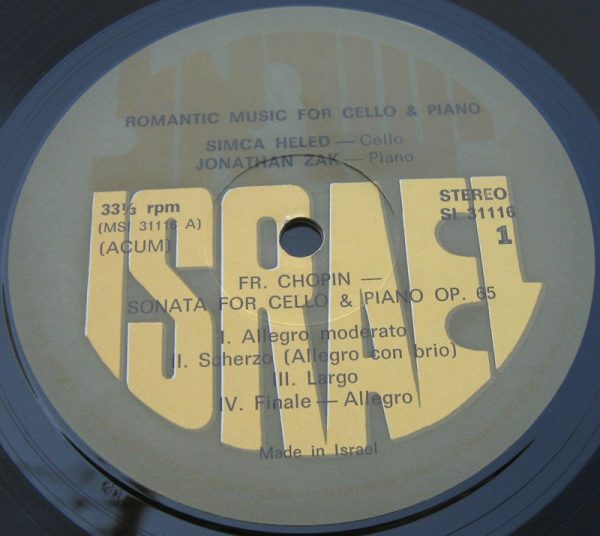 ROMANTIC MUSIC FOR CELLO & PIANO
SIMCA HELED — Cello
JONATHAN ZAK — Piano
ISRAEL
33⅓ rpm
(MSI 31116 A)
(ACUM)
STEREO
SI 31116
1
FR. CHOPIN —
SONATA FOR CELLO & PIANO OP. 65
I. Allegro moderato
II. Scherzo (Allegro con brio)
III. Largo
IV. Finale — Allegro
Made in Israel